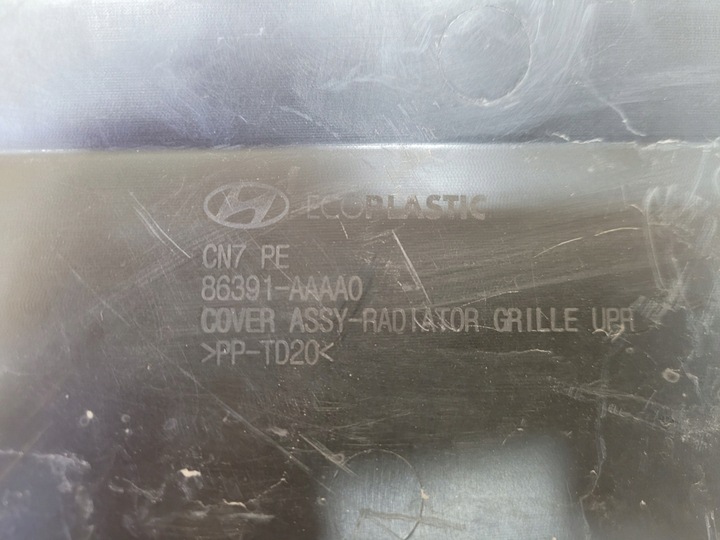 ECOPLASTIC
CN7 PE
86391-AAAA0
COVER ASSY-RADIATOR GRILLE UPR
>PP-TD20<